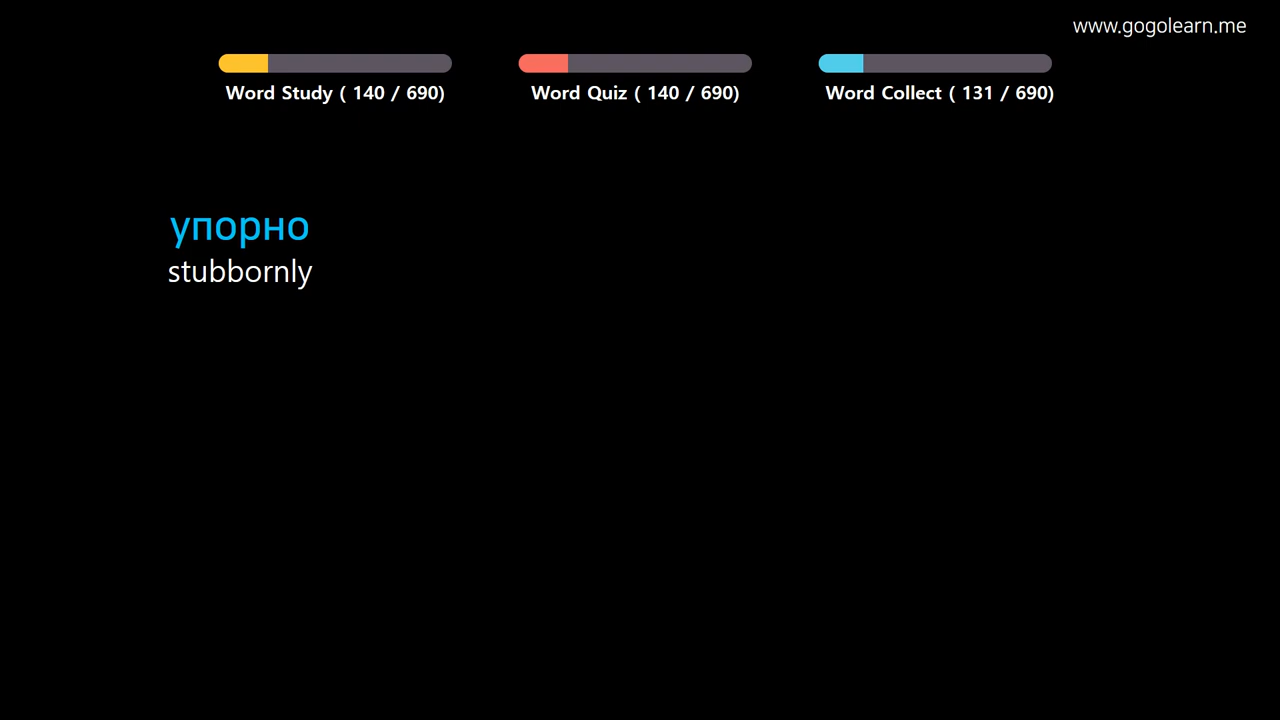 www.gogolearn.me
Word Study ( 140 / 690)
Word Quiz ( 140 / 690)
Word Collect ( 131 / 690)
упорно
stubbornly